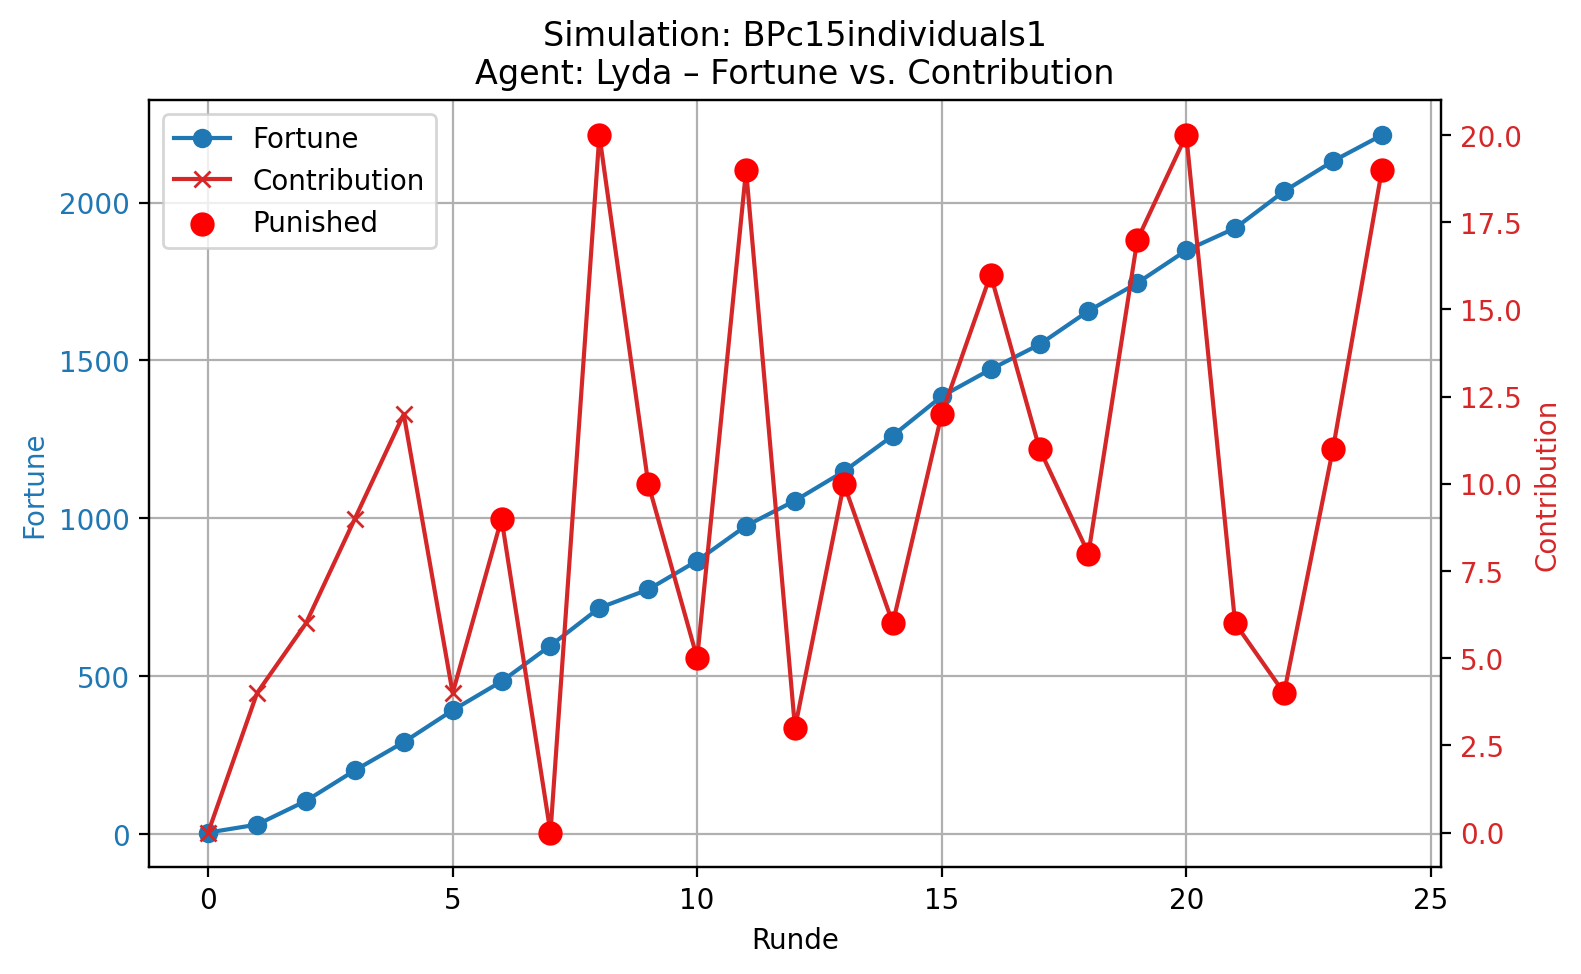 Simulation: BPc15individuals1
Agent: Lyda – Fortune vs. Contribution
Fortune
Contribution
Punished
2000
1500
1000
500
0
Fortune
20.0
17.5
15.0
12.5
10.0
7.5
5.0
2.5
0.0
Contribution
0 5 10 15 20 25
Runde